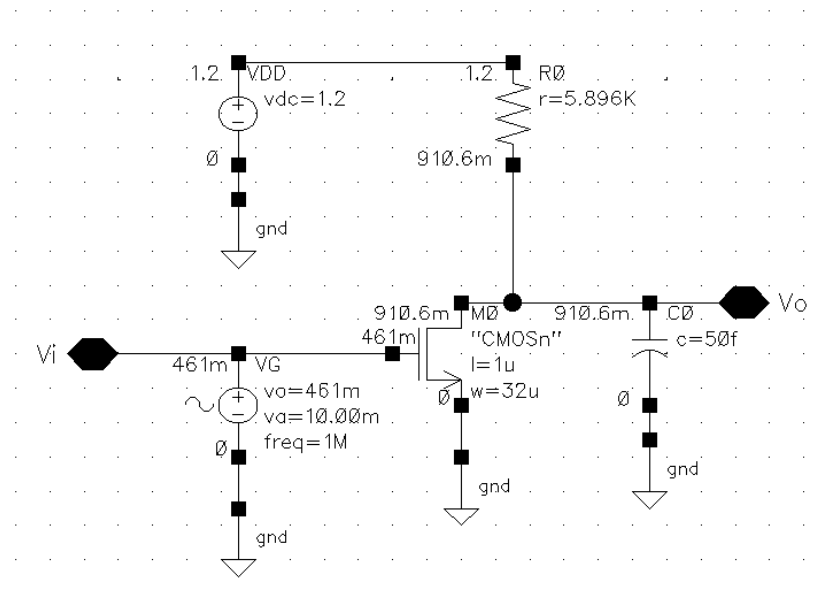 1.2 VDD
vdc=1.2
0
gnd
1.2 R0
r=5.896K
910.6m
910.6m M0
461m "CMOSn"
l=1u
w=32u
0
gnd
910.6m C0
c=50f
0
gnd
Vo
Vi
461m VG
vo=461m
va=10.00m
freq=1M
0
gnd